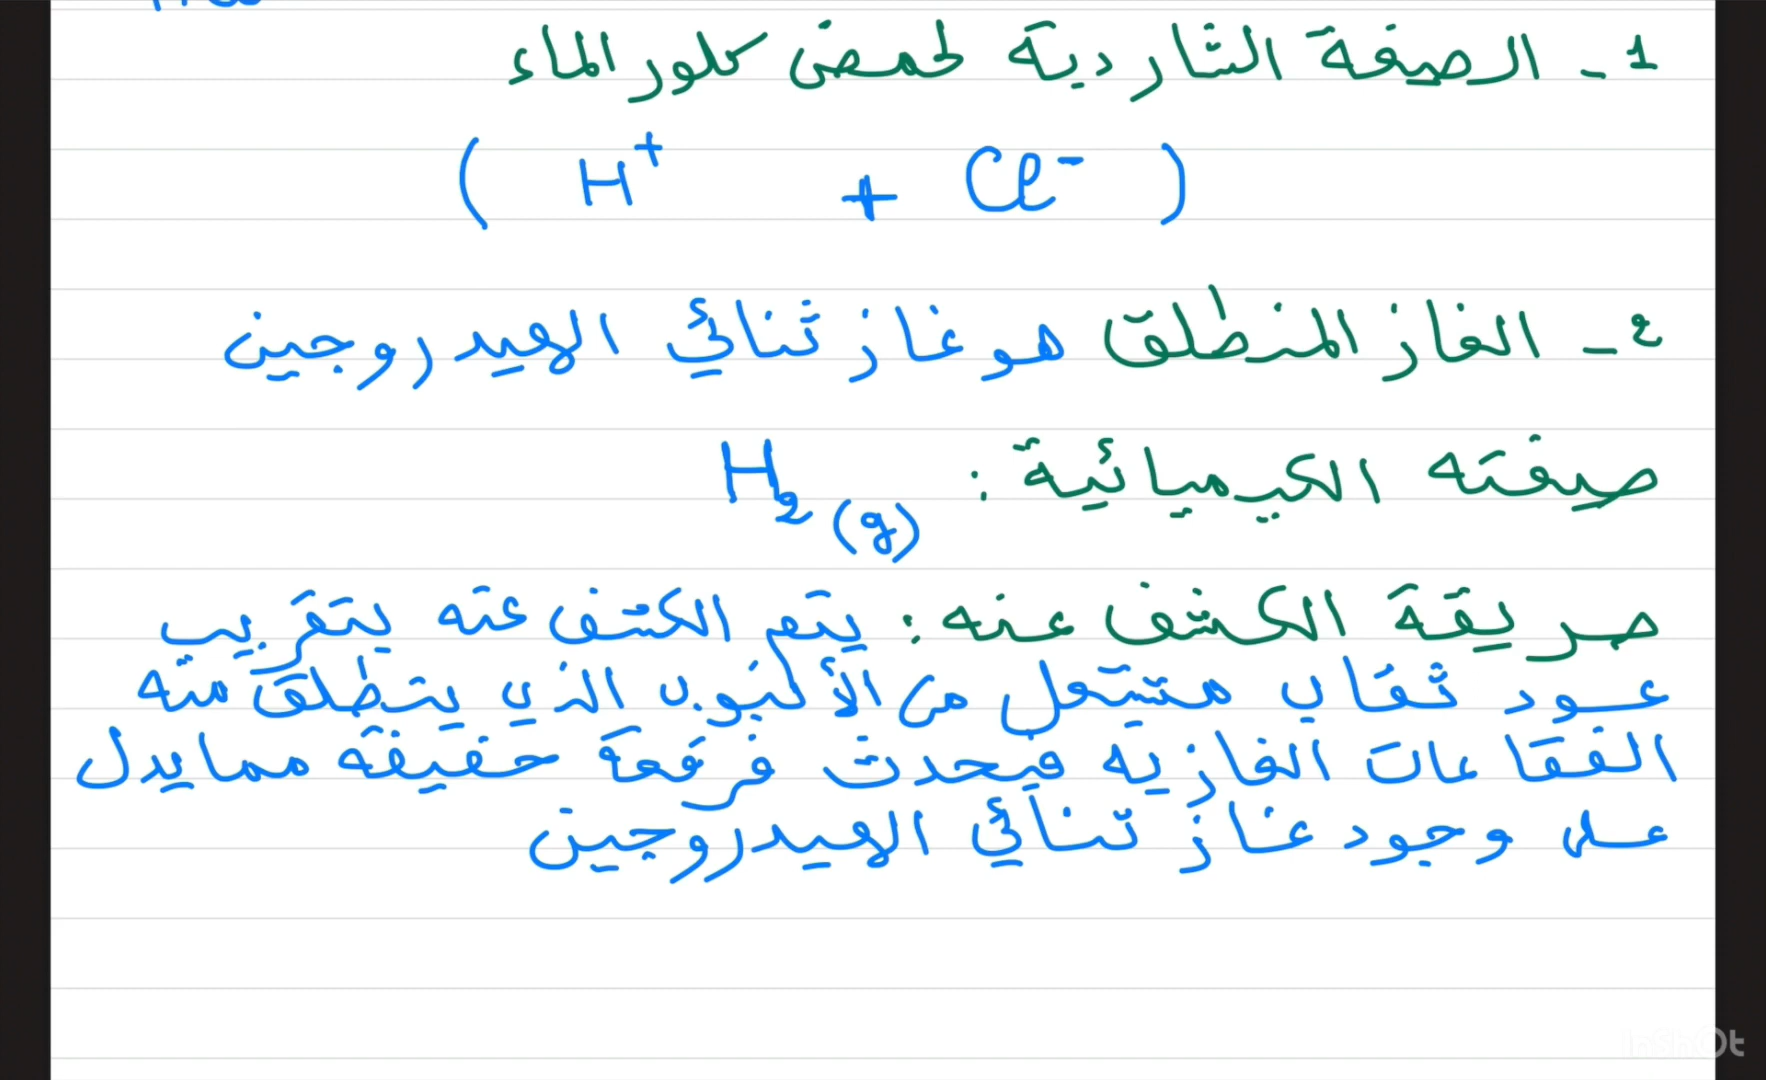 1 - الصيغة الشاردية لحمض كلور الماء
( H⁺ + Cl⁻ )
2 - الغاز المنطلق هو غاز ثنائي الهيدروجين
صيغته الكيميائية : H₂ (g)
طريقة الكشف عنه : يتم الكشف عنه بتقريب
عود ثقاب مشتعل من الأنبوب الذي ينطلق منه
الفقاعات الغازية فيحدث فرقعة خفيفة مما يدل
على وجود غاز ثنائي الهيدروجين
InShOt